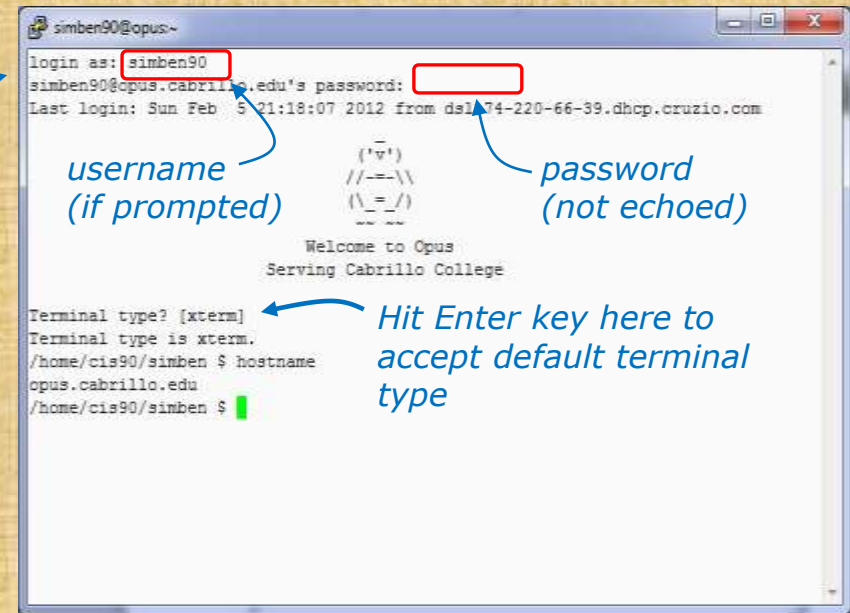 simben90@opus:~
login as: simben90
simben90@opus.cabrillo.edu's password:
Last login: Sun Feb  5 21:18:07 2012 from dsl-74-220-66-39.dhcp.cruzio.com
username
(if prompted)
password
(not echoed)
_
('v')
//-=-\\
(\_=_/)
~~ ~~
Welcome to Opus
Serving Cabrillo College
Terminal type? [xterm]
Terminal type is xterm.
/home/cis90/simben $ hostname
opus.cabrillo.edu
/home/cis90/simben $
Hit Enter key here to
accept default terminal
type